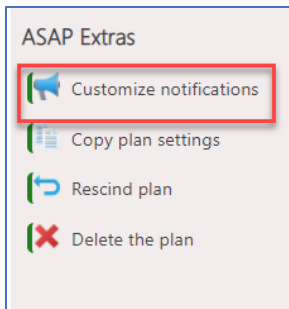 ASAP Extras
Customize notifications
Copy plan settings
Rescind plan
Delete the plan